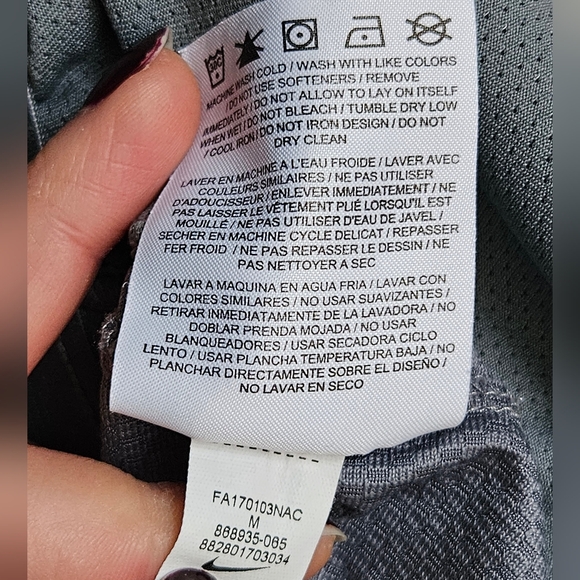 30C
MACHINE WASH COLD / WASH WITH LIKE COLORS
/ DO NOT USE SOFTENERS / REMOVE
IMMEDIATELY / DO NOT ALLOW TO LAY ON ITSELF
WHEN WET / DO NOT BLEACH / TUMBLE DRY LOW
/ COOL IRON / DO NOT IRON DESIGN / DO NOT
DRY CLEAN
LAVER EN MACHINE A L'EAU FROIDE / LAVER AVEC
COULEURS SIMILAIRES / NE PAS UTILISER
D'ADOUCISSEUR / ENLEVER IMMEDIATEMENT / NE
PAS LAISSER LE VÊTEMENT PLIÉ LORSQU'IL EST
MOUILLÉ / NE PAS UTILISER D'EAU DE JAVEL /
SECHER EN MACHINE CYCLE DELICAT / REPASSER
FER FROID / NE PAS REPASSER LE DESSIN / NE
PAS NETTOYER A SEC
LAVAR A MAQUINA EN AGUA FRIA / LAVAR CON
COLORES SIMILARES / NO USAR SUAVIZANTES /
RETIRAR INMEDIATAMENTE DE LA LAVADORA / NO
DOBLAR PRENDA MOJADA / NO USAR
BLANQUEADORES / USAR SECADORA CICLO
LENTO / USAR PLANCHA TEMPERATURA BAJA / NO
PLANCHAR DIRECTAMENTE SOBRE EL DISEÑO /
NO LAVAR EN SECO
FA170103NAC
M
868935-065
882801703034